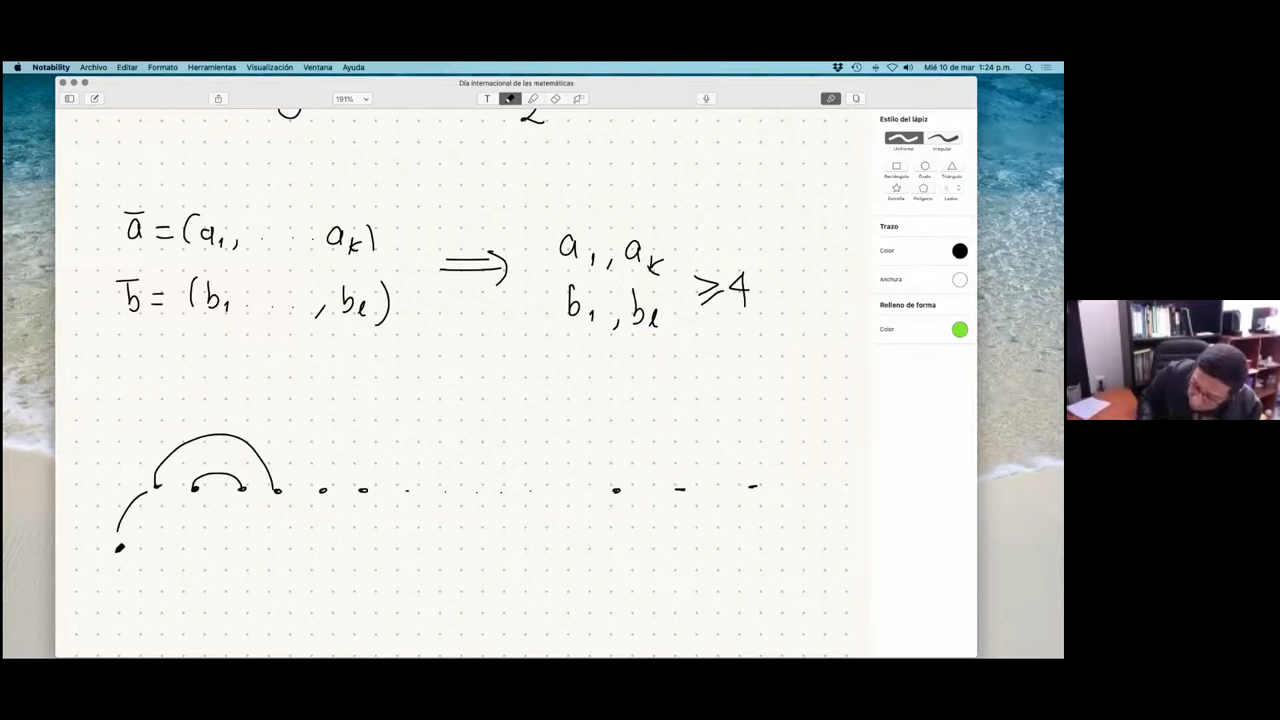 Notability Archivo Editar Formato Herramientas Visualización Ventana Ayuda Mié 10 de mar 1:24 p.m.
Día internacional de las matemáticas
191% T
Estilo del lápiz
Uniforme Irregular
Rectángulo Óvalo Triángulo
Estrella Polígono Lados
Trazo
Color
Anchura
Relleno de forma
Color
2
a̅ = (a₁, . . . aₖ)
b̅ = (b₁ . . . , bₗ)
⟹
a₁, aₖ
b₁, bₗ
⩾4